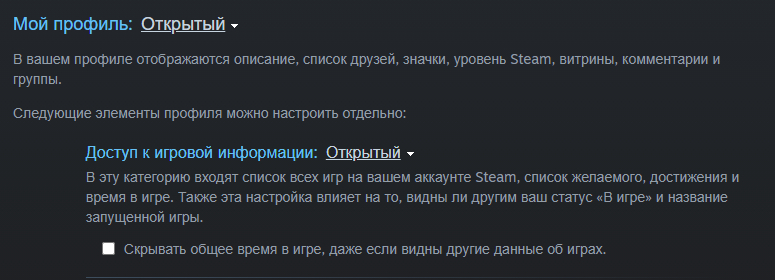 Мой профиль: Открытый
В вашем профиле отображаются описание, список друзей, значки, уровень Steam, витрины, комментарии и
группы.
Следующие элементы профиля можно настроить отдельно:
Доступ к игровой информации: Открытый
В эту категорию входят список всех игр на вашем аккаунте Steam, список желаемого, достижения и
время в игре. Также эта настройка влияет на то, видны ли другим ваш статус «В игре» и название
запущенной игры.
Скрывать общее время в игре, даже если видны другие данные об играх.